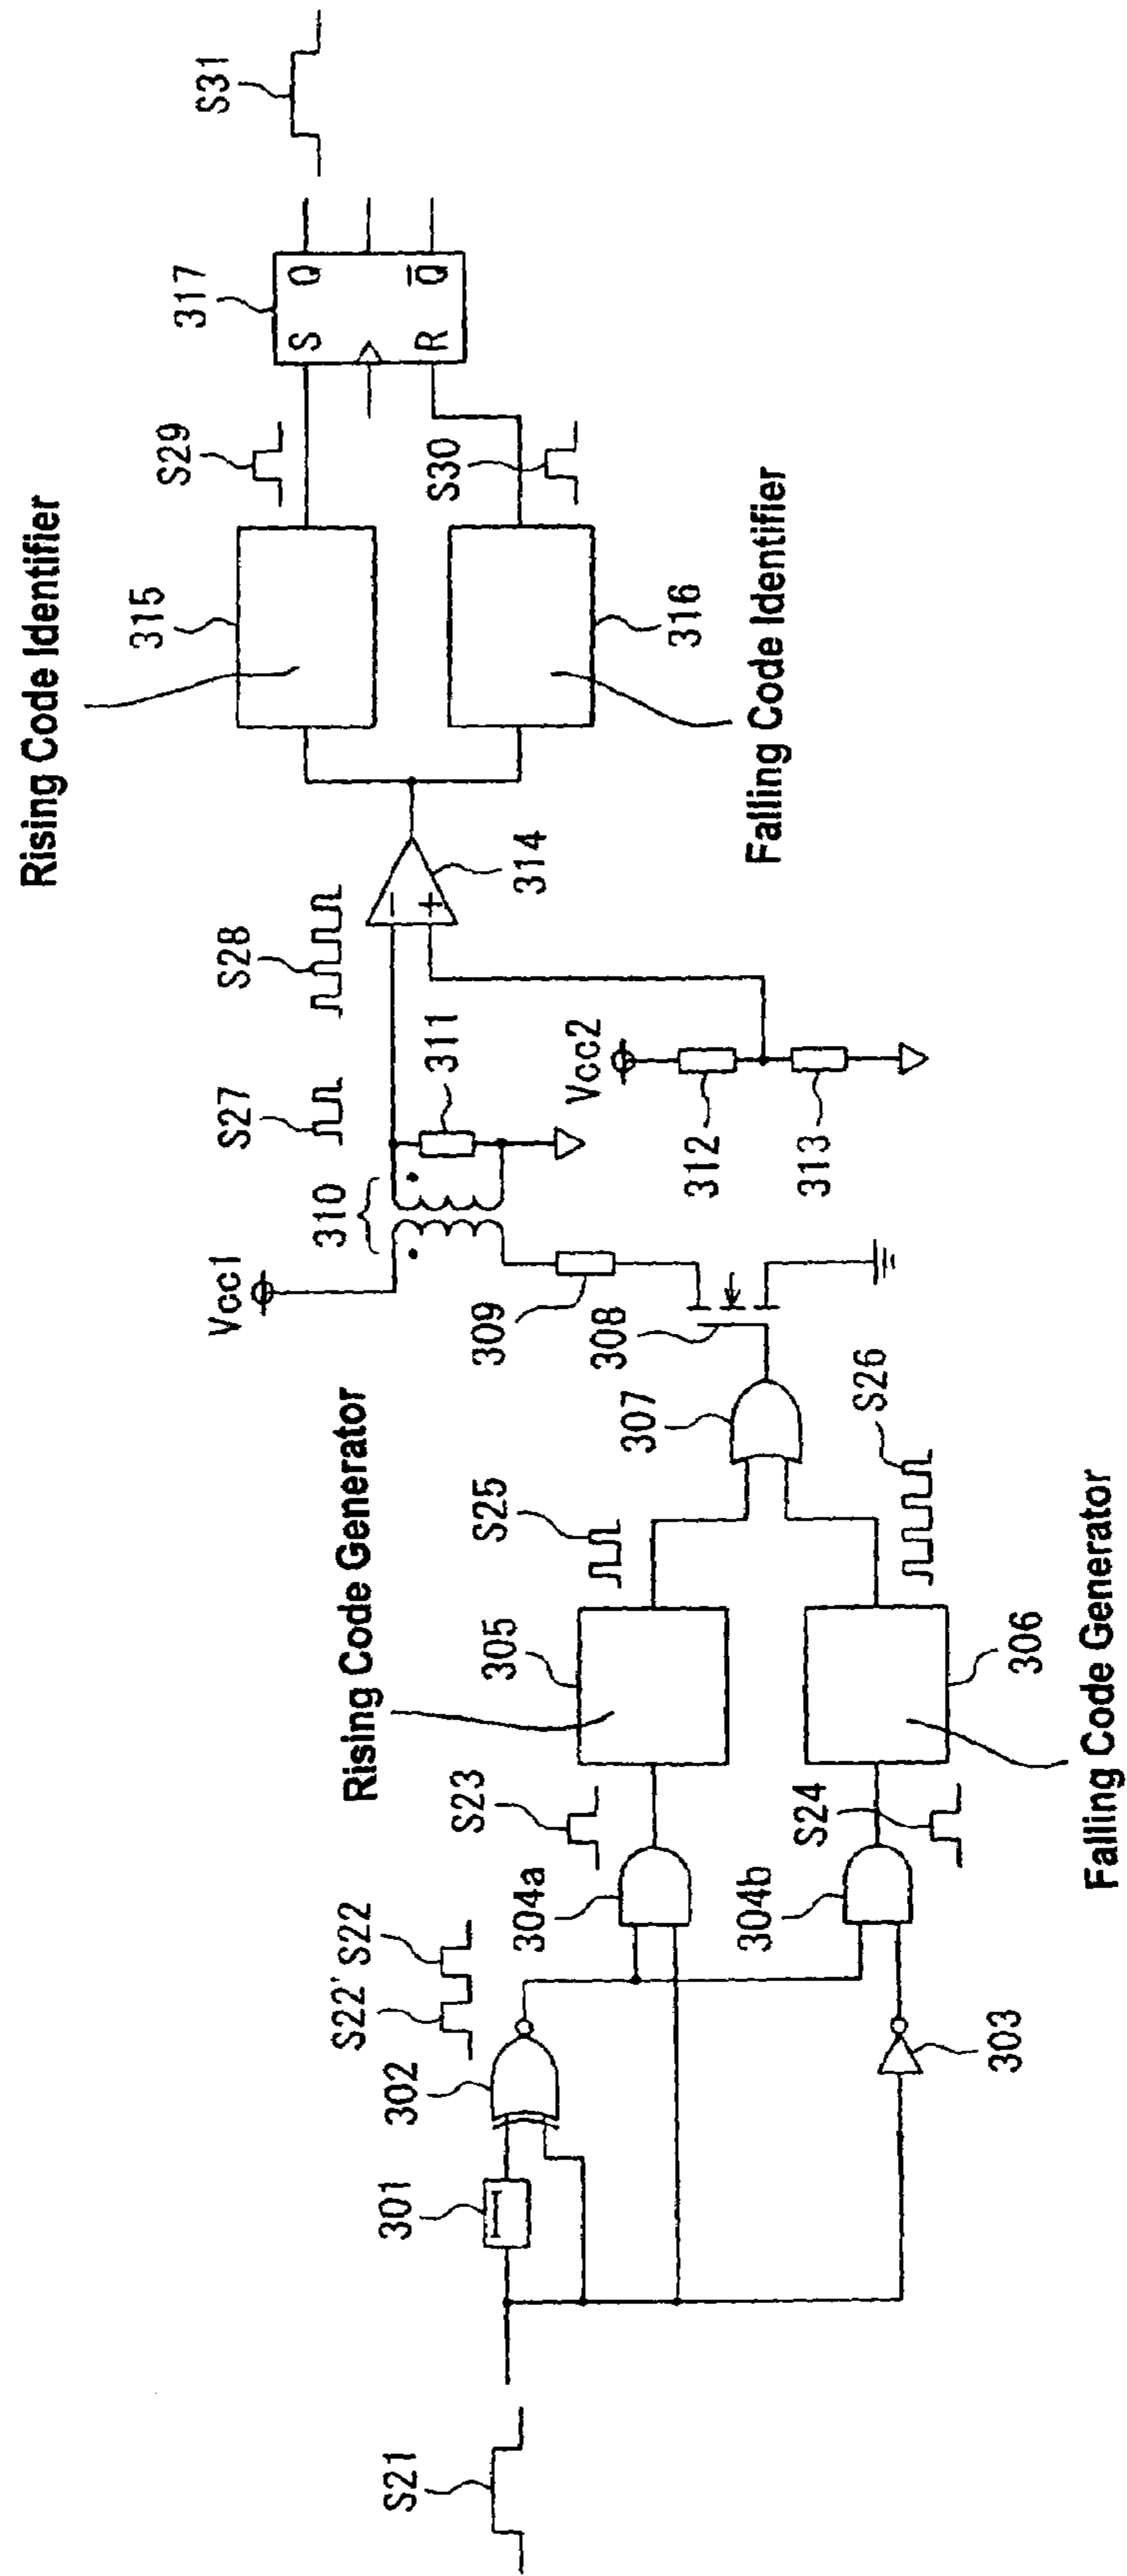 S21
301
302
S22' S22
303
304a
304b
S23
S24
Rising Code Generator
305
306
Falling Code Generator
S25
S26
307
308
309
Vcc1
310
311
S27
S28
Vcc2
312
313
314
Rising Code Identifier
315
316
Falling Code Identifier
S29
S30
317
S Q
R Q̅
S31
− +